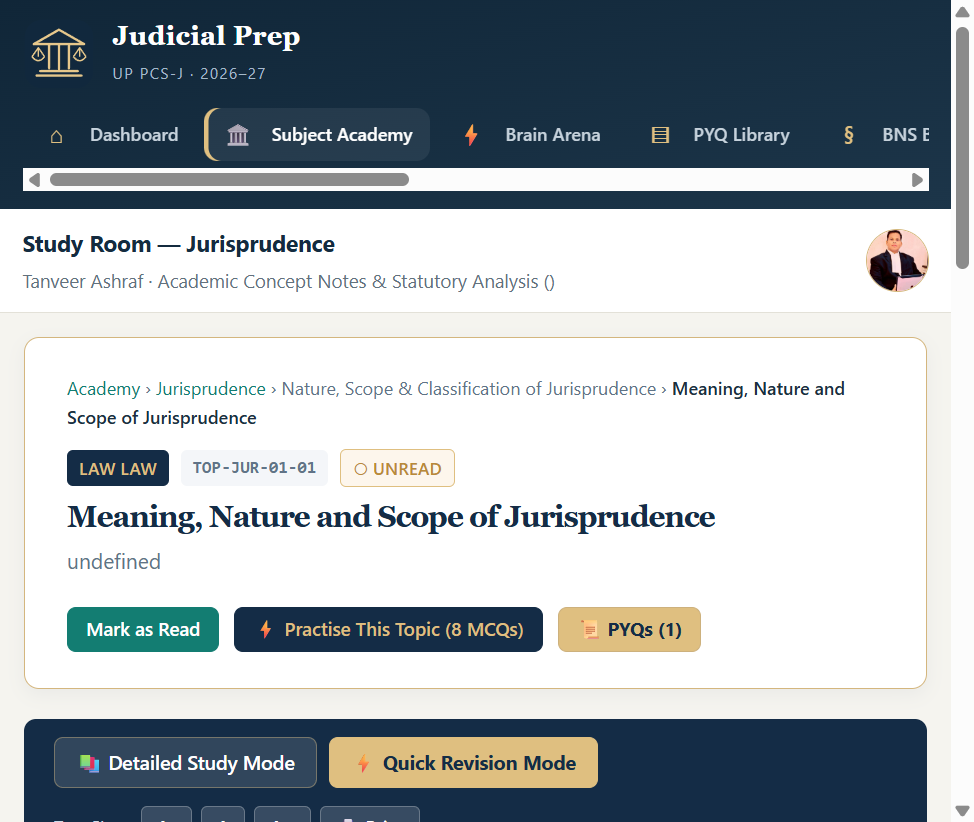 Judicial Prep
UP PCS-J · 2026–27
Dashboard
Subject Academy
Brain Arena
PYQ Library
§ BNS
Study Room — Jurisprudence
Tanveer Ashraf · Academic Concept Notes & Statutory Analysis ()
Academy › Jurisprudence › Nature, Scope & Classification of Jurisprudence › Meaning, Nature and
Scope of Jurisprudence
LAW LAW
TOP-JUR-01-01
○ UNREAD
Meaning, Nature and Scope of Jurisprudence
undefined
Mark as Read
Practise This Topic (8 MCQs)
PYQs (1)
Detailed Study Mode
Quick Revision Mode